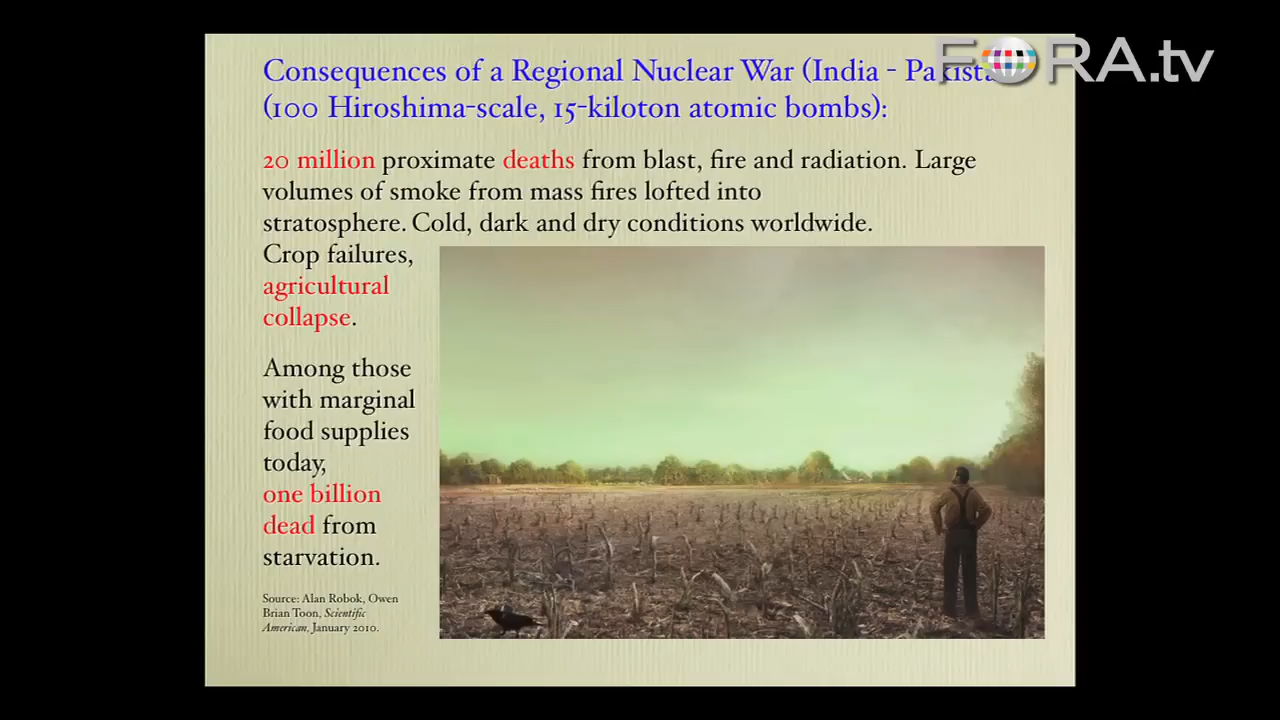 FORA.tv
Consequences of a Regional Nuclear War (India - Pakista
(100 Hiroshima-scale, 15-kiloton atomic bombs):
20 million proximate deaths from blast, fire and radiation. Large
volumes of smoke from mass fires lofted into
stratosphere. Cold, dark and dry conditions worldwide.
Crop failures,
agricultural
collapse.
Among those
with marginal
food supplies
today,
one billion
dead from
starvation.
Source: Alan Robok, Owen
Brian Toon, Scientific
American, January 2010.